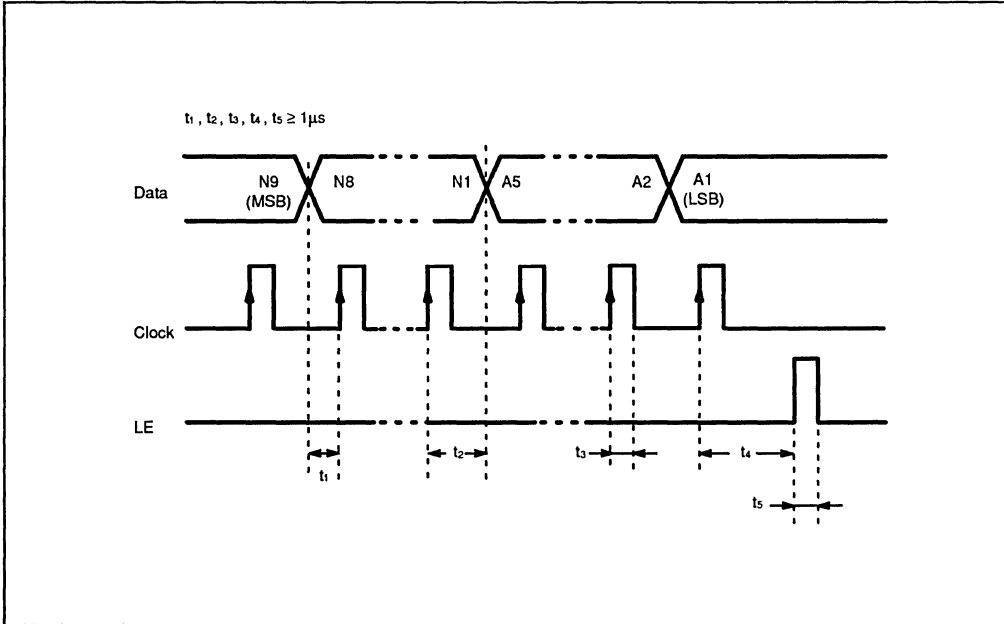 t₁ , t₂, t₃, t₄, t₅ ≥ 1μs
Data
N9
(MSB)
N8
N1
A5
A2
A1
(LSB)
Clock
LE
t₁
t₂
t₃
t₄
t₅